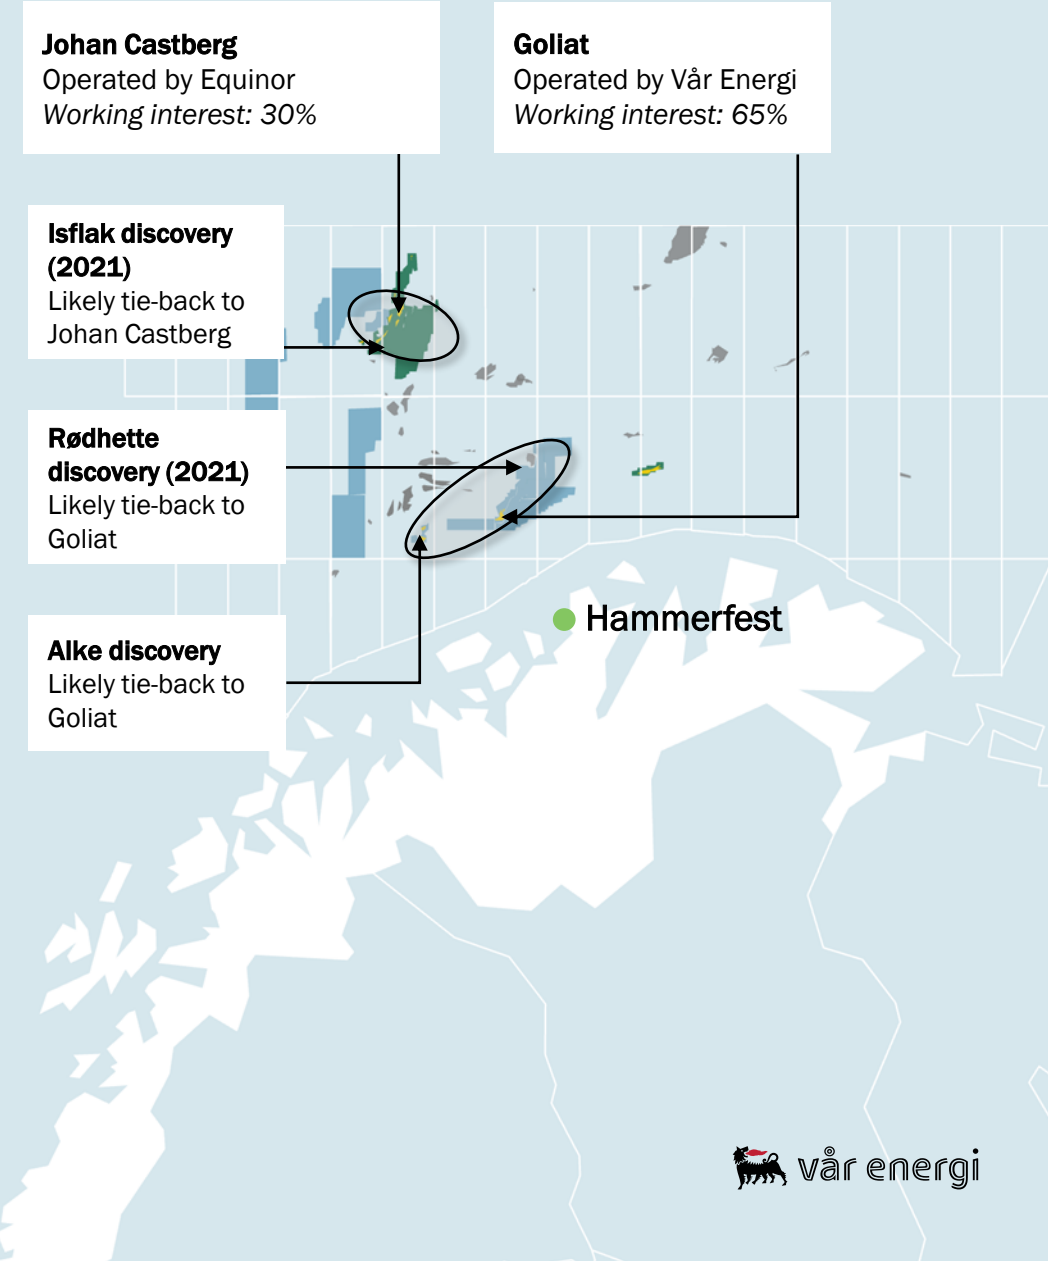 Johan Castberg
Operated by Equinor
Working interest: 30%
Goliat
Operated by Vår Energi
Working interest: 65%
Isflak discovery
(2021)
Likely tie-back to
Johan Castberg
Rødhette
discovery (2021)
Likely tie-back to
Goliat
Hammerfest
Alke discovery
Likely tie-back to
Goliat
vår energi